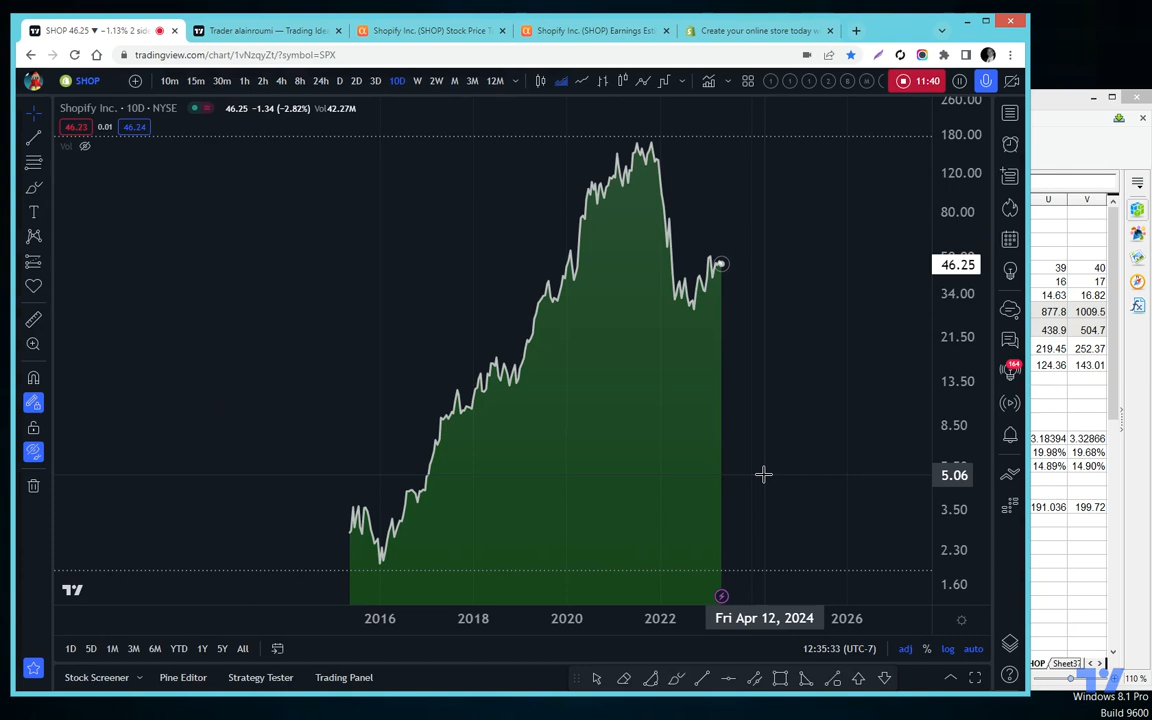 SHOP 46.25 ▼ −1.13% 2 side
Trader alainroumi — Trading Ide
Shopify Inc. (SHOP) Stock Price T
Shopify Inc. (SHOP) Earnings Esti
Create your online store today w
tradingview.com/chart/1vNzqyZt/?symbol=SPX
SHOP 10m 15m 30m 1h 2h 4h 8h 24h D 2D 3D 10D W 2W M 3M 12M 11:40
Shopify Inc. · 10D · NYSE 46.25 −1.34 (−2.82%) Vol 42.27M
46.23 0.01 46.24
Vol
260.00
180.00
120.00
80.00
46.25
34.00
21.50
13.50
8.50
5.06
3.50
2.30
1.60
164
2016 2018 2020 2022 Fri Apr 12, 2024 2026
1D 5D 1M 3M 6M YTD 1Y 5Y All 12:35:33 (UTC-7) adj % log auto
Stock Screener Pine Editor Strategy Tester Trading Panel
U V
39 40
16 17
14.63 16.82
877.8 1009.5
438.9 504.7
219.45 252.37
124.36 143.01
3.18394 3.32866
19.98% 19.68%
14.89% 14.90%
191.036 199.72
HOP Sheet37
110 %
Windows 8.1 Pro
Build 9600